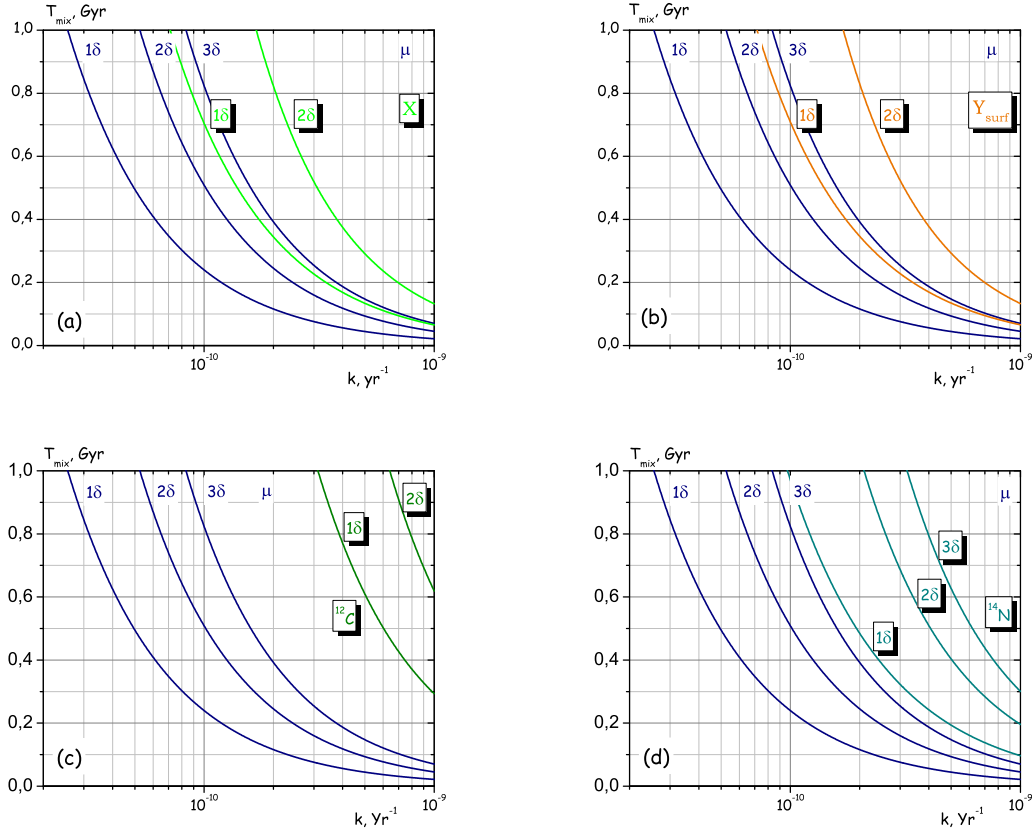 T_mix, Gyr
1,0
0,8
0,6
0,4
0,2
0,0
1δ 2δ 3δ μ
1δ 2δ X
(a)
10^-10 10^-9
k, yr^-1
T_mix, Gyr
1,0
0,8
0,6
0,4
0,2
0,0
1δ 2δ 3δ μ
1δ 2δ Y_surf
(b)
10^-10 10^-9
k, yr^-1
T_mix, Gyr
1,0
0,8
0,6
0,4
0,2
0,0
1δ 2δ 3δ μ
2δ
1δ
^12C
(c)
10^-10 10^-9
k, yr^-1
T_mix, Gyr
1,0
0,8
0,6
0,4
0,2
0,0
1δ 2δ 3δ μ
3δ
2δ
^14N
1δ
(d)
10^-10 10^-9
k, yr^-1